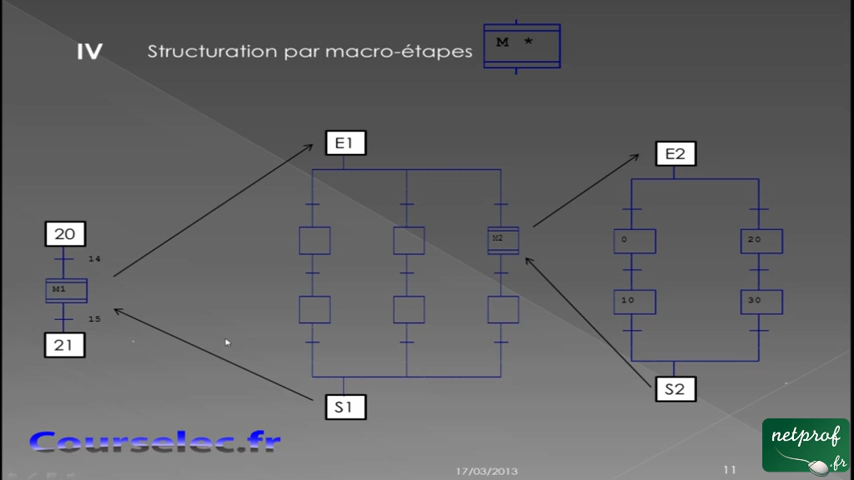 IV Structuration par macro-étapes M *
E1
E2
20
14
M1
15
21
M2
0 20
10 30
S1
S2
Courselec.fr
17/03/2013 11
netprof
.fr